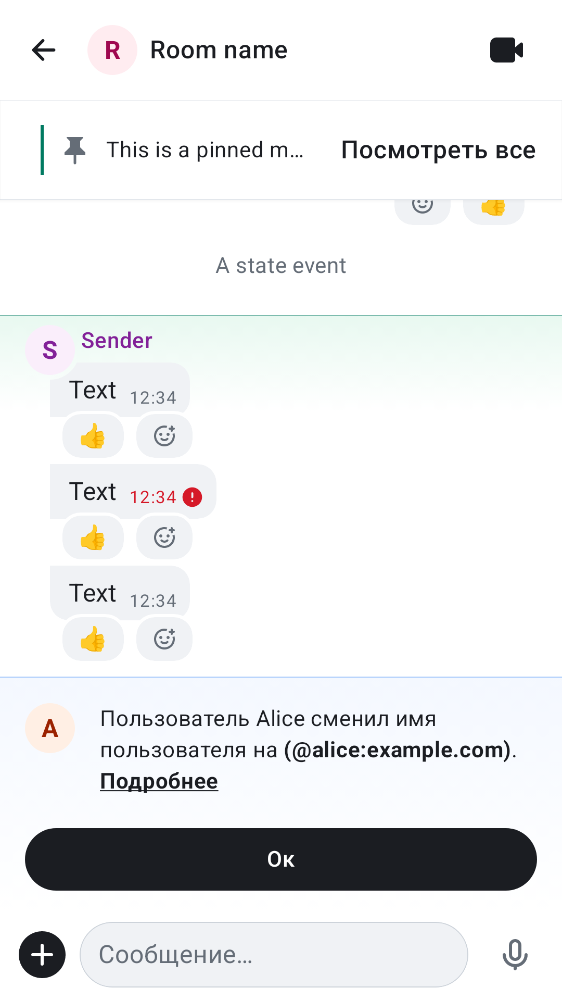 R Room name
This is a pinned m… Посмотреть все
A state event
S Sender
Text 12:34
Text 12:34
Text 12:34
A Пользователь Alice сменил имя
пользователя на (@alice:example.com).
Подробнее
Ок
Сообщение…